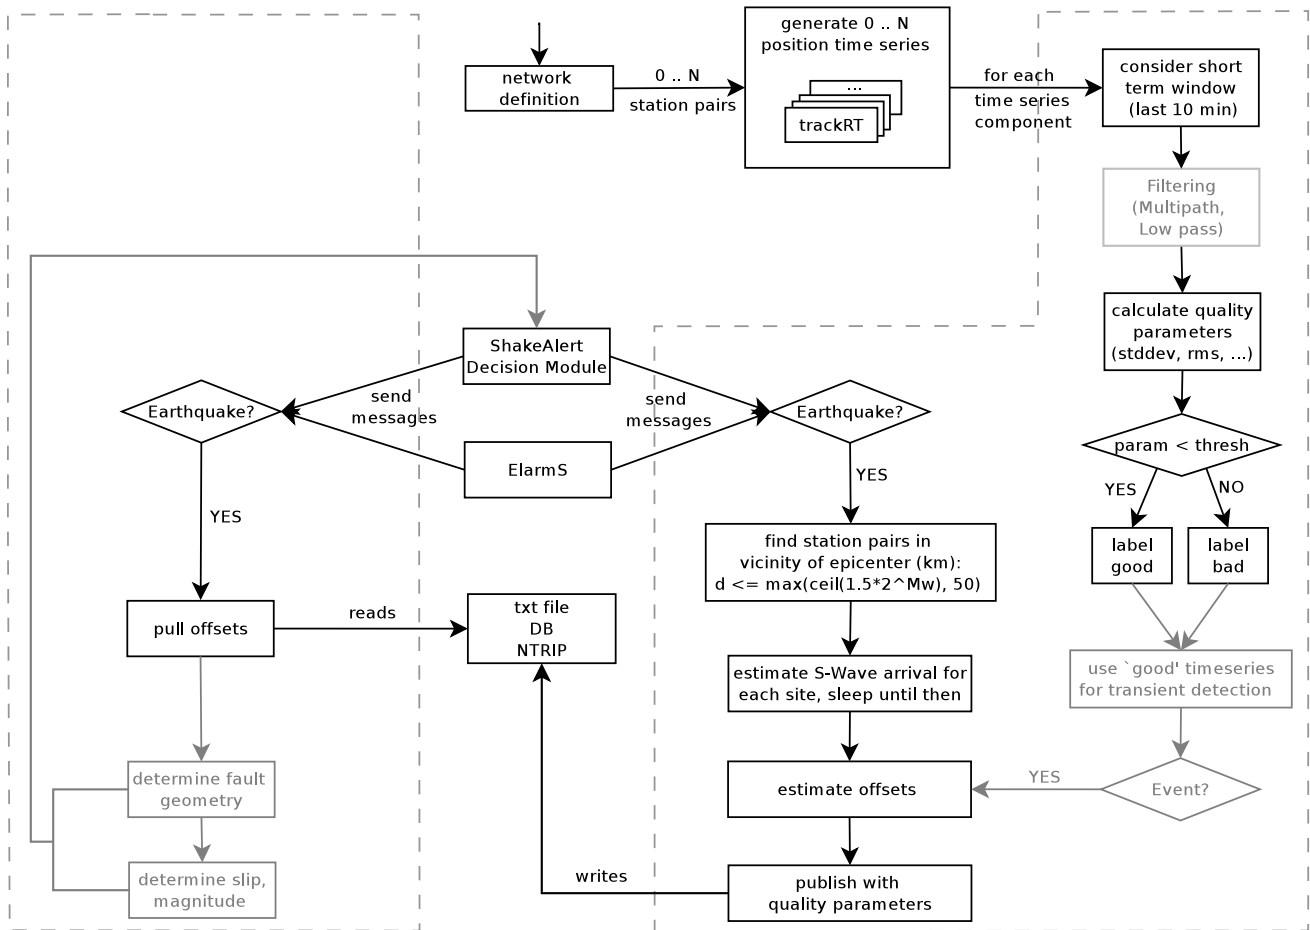 network
definition
0 .. N
station pairs
generate 0 .. N
position time series
...
trackRT
for each
time series
component
consider short
term window
(last 10 min)
Filtering
(Multipath,
Low pass)
calculate quality
parameters
(stddev, rms, ...)
param < thresh
YES
NO
label
good
label
bad
use `good' timeseries
for transient detection
Event?
YES
ShakeAlert
Decision Module
send
messages
send
messages
ElarmS
Earthquake?
YES
pull offsets
reads
txt file
DB
NTRIP
determine fault
geometry
determine slip,
magnitude
Earthquake?
YES
find station pairs in
vicinity of epicenter (km):
d <= max(ceil(1.5*2^Mw), 50)
estimate S-Wave arrival for
each site, sleep until then
estimate offsets
publish with
quality parameters
writes